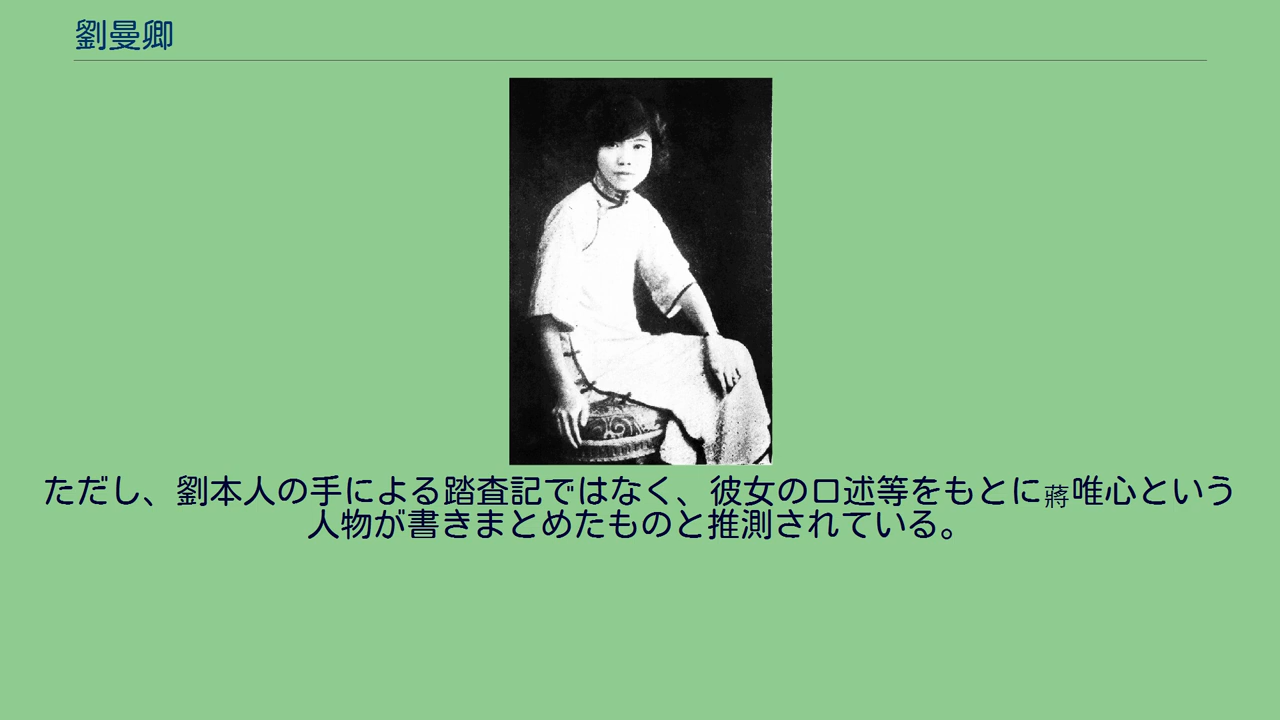 劉曼卿
ただし、劉本人の手による踏査記ではなく、彼女の口述等をもとに蔣唯心という
人物が書きまとめたものと推測されている。